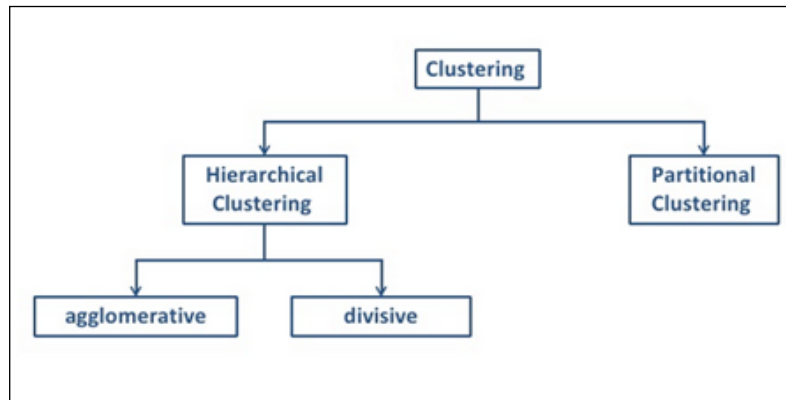 Clustering
Hierarchical
Clustering
Partitional
Clustering
agglomerative
divisive